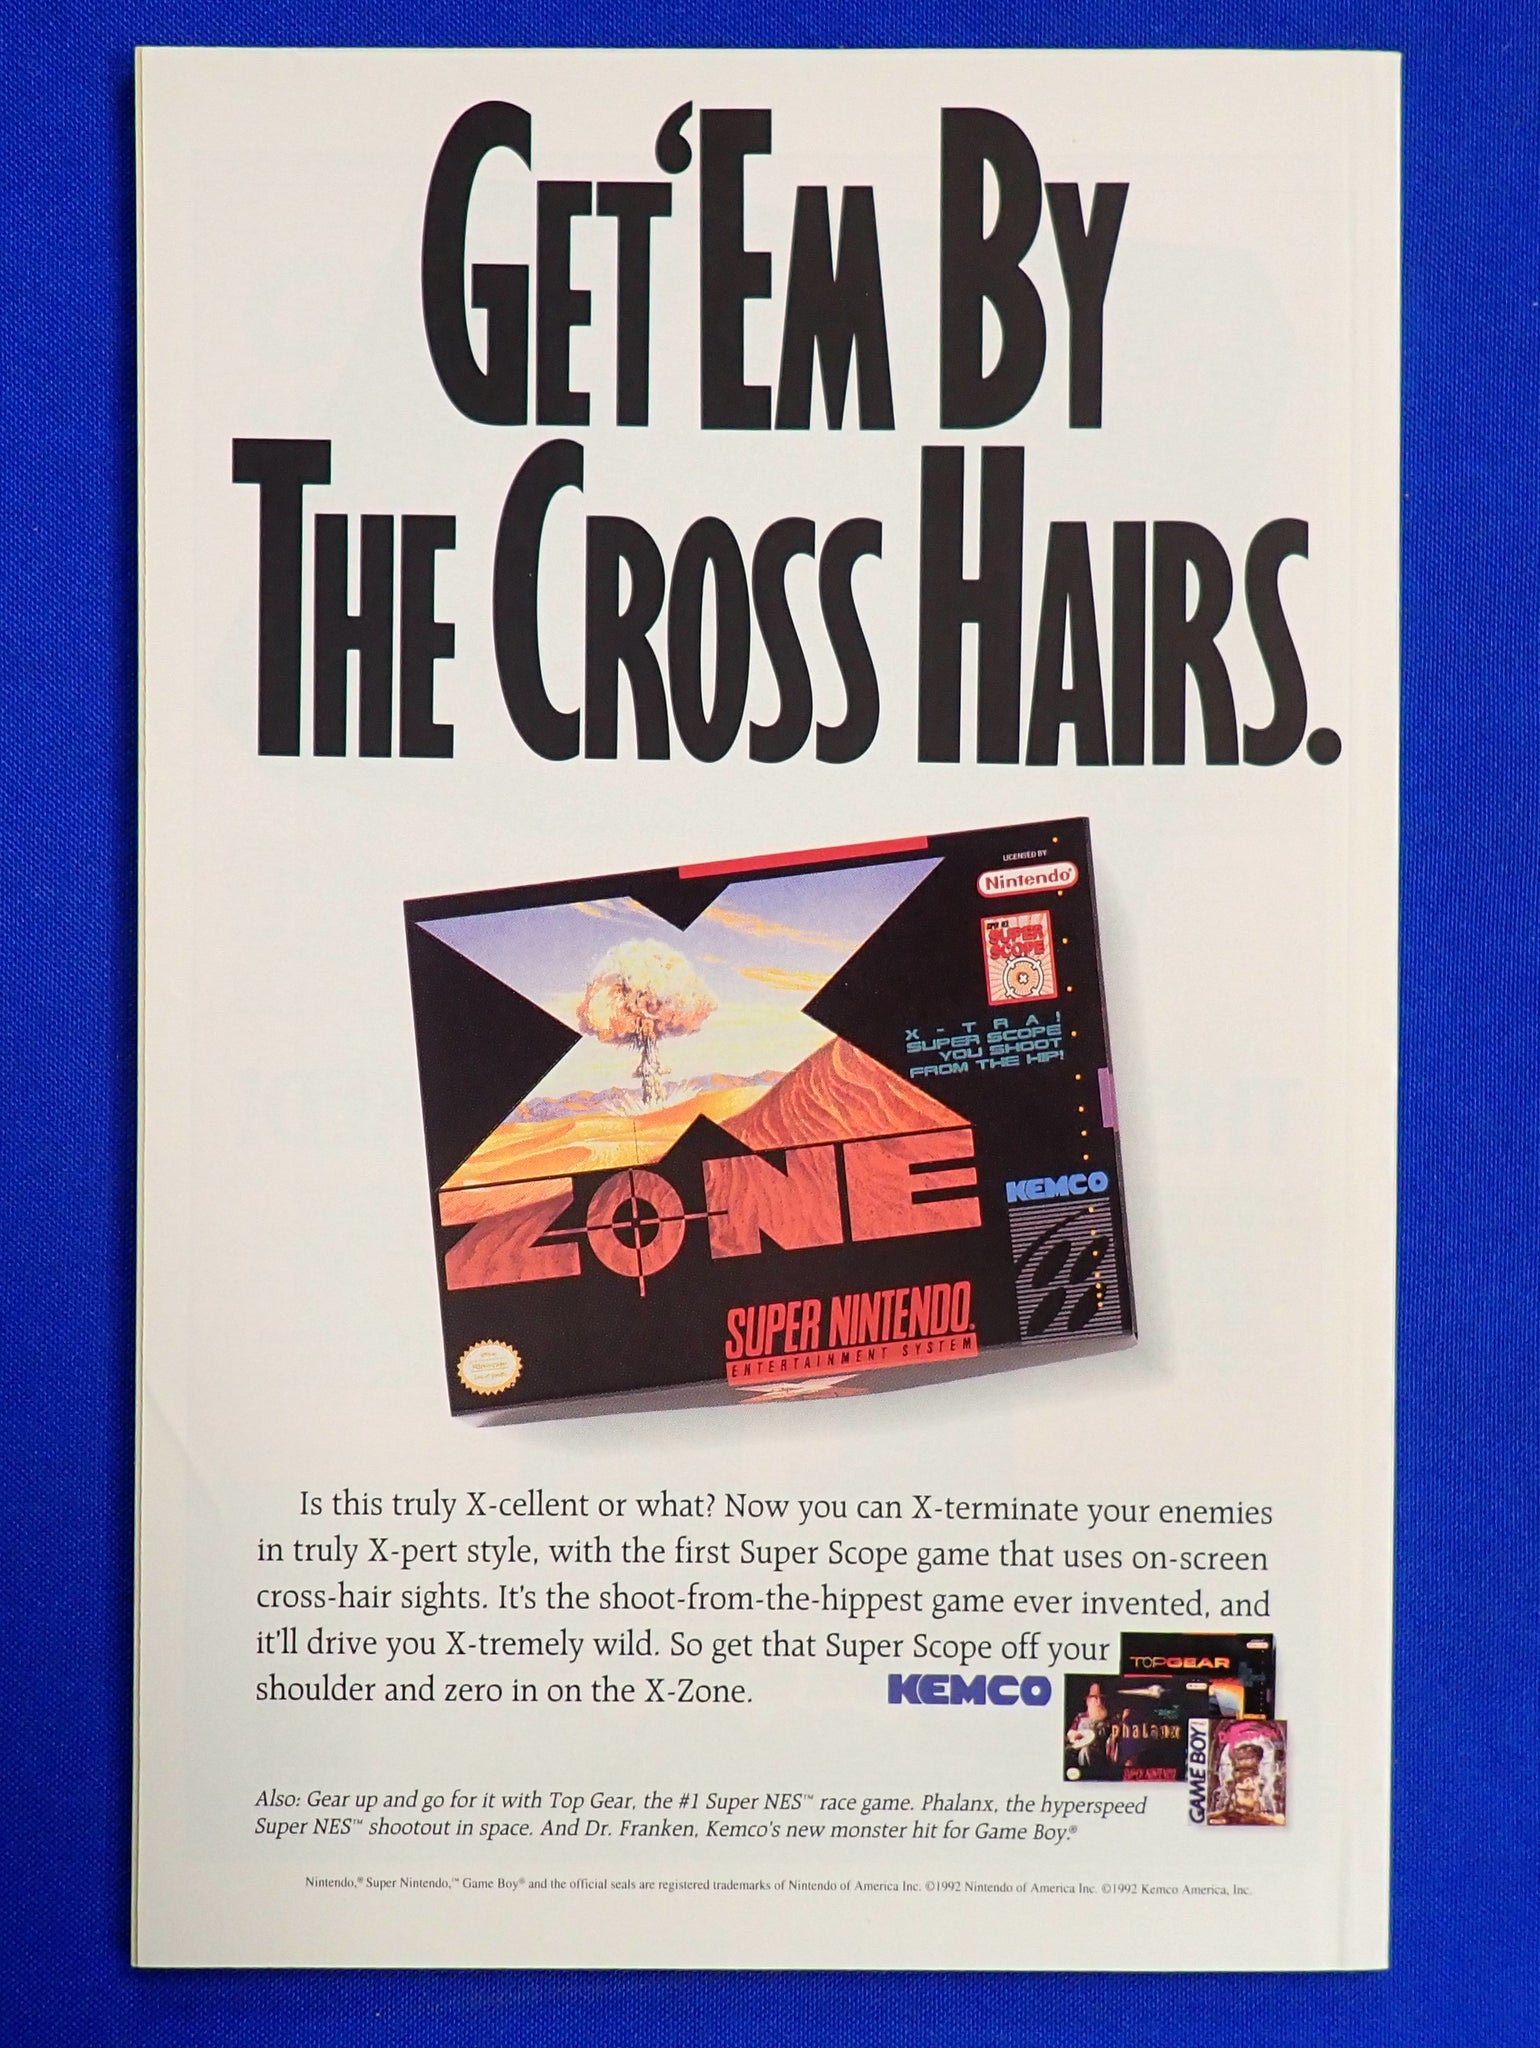 GET ‘EM BY
THE CROSS HAIRS.
LICENSED BY
Nintendo®
SUPER
SCOPE
X-TRA!
SUPER SCOPE
YOU SHOOT
FROM THE HIP!
X
ZONE
KEMCO
SUPER NINTENDO
ENTERTAINMENT SYSTEM
Is this truly X-cellent or what? Now you can X-terminate your enemies
in truly X-pert style, with the first Super Scope game that uses on-screen
cross-hair sights. It's the shoot-from-the-hippest game ever invented, and
it'll drive you X-tremely wild. So get that Super Scope off your
shoulder and zero in on the X-Zone.
KEMCO
TOP GEAR
phalanx
SUPER NINTENDO
GAME BOY
Also: Gear up and go for it with Top Gear, the #1 Super NES™ race game. Phalanx, the hyperspeed
Super NES™ shootout in space. And Dr. Franken, Kemco's new monster hit for Game Boy.®
Nintendo,® Super Nintendo,™ Game Boy® and the official seals are registered trademarks of Nintendo of America Inc. ©1992 Nintendo of America Inc. ©1992 Kemco America, Inc.